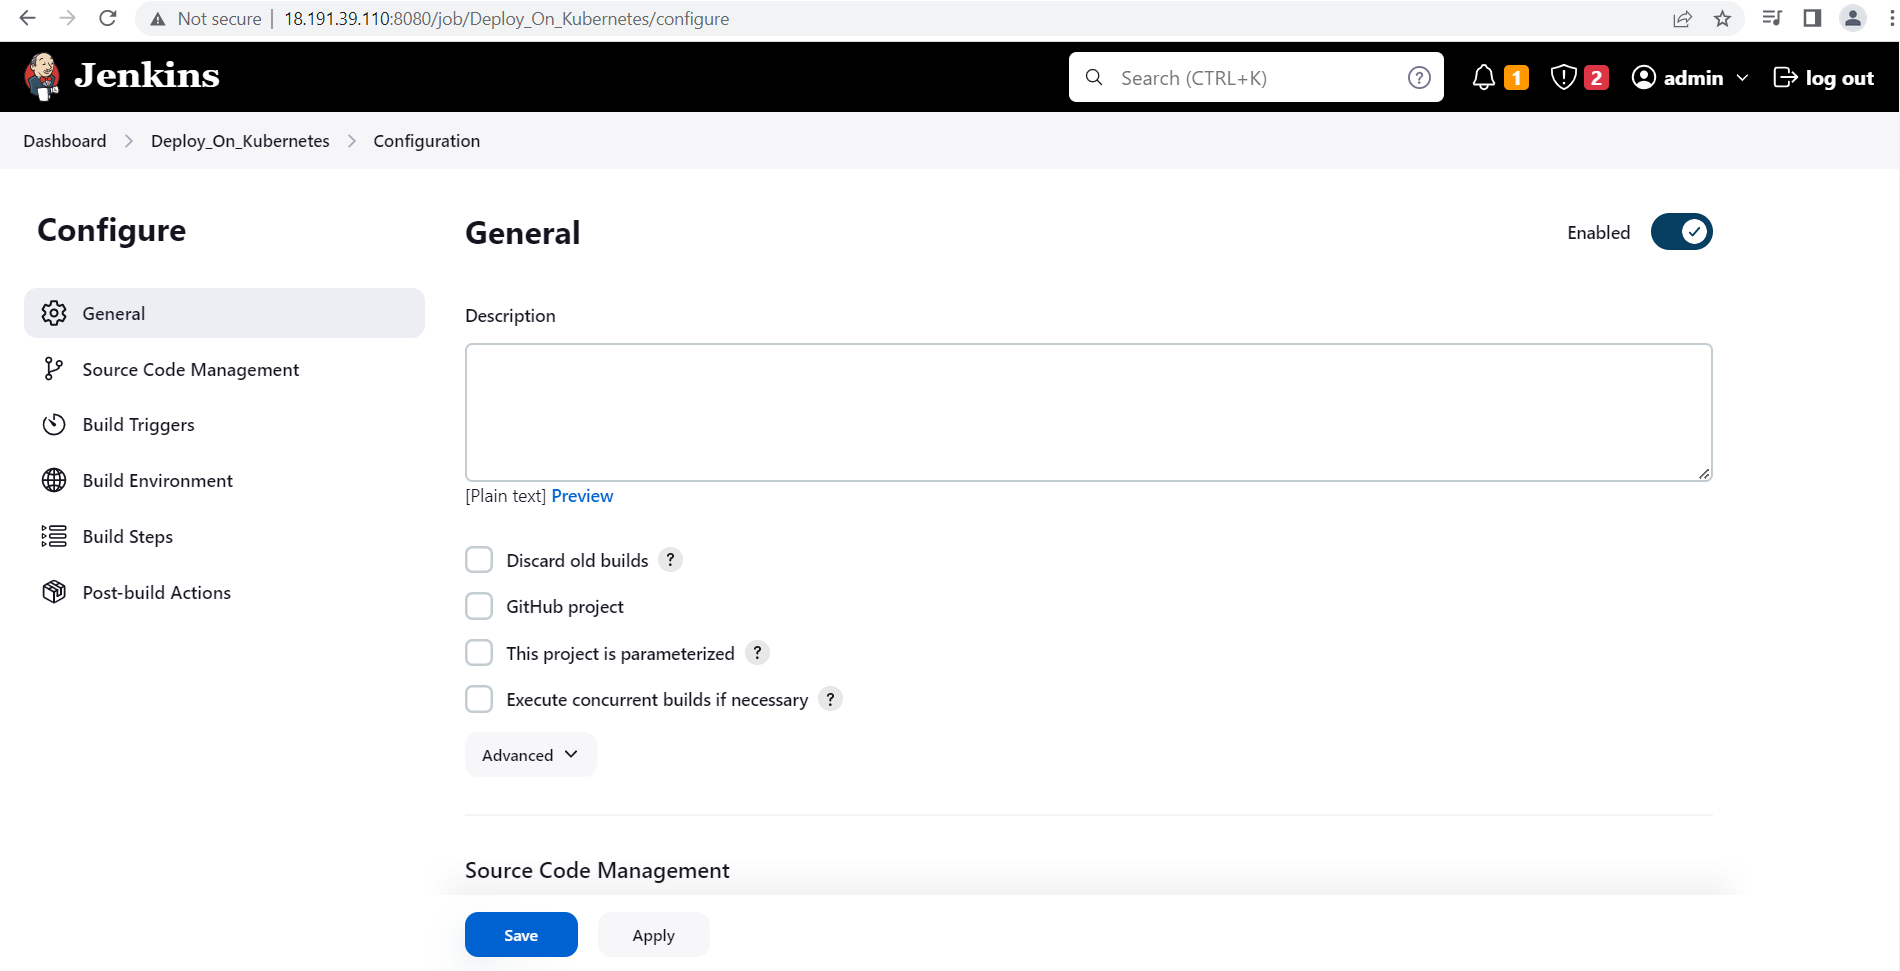 Not secure | 18.191.39.110:8080/job/Deploy_On_Kubernetes/configure
Jenkins
Search (CTRL+K)
?
1
2
admin
log out
Dashboard > Deploy_On_Kubernetes > Configuration
Configure
General
Source Code Management
Build Triggers
Build Environment
Build Steps
Post-build Actions
General
Enabled
Description
[Plain text] Preview
Discard old builds ?
GitHub project
This project is parameterized ?
Execute concurrent builds if necessary ?
Advanced
Source Code Management
Save
Apply